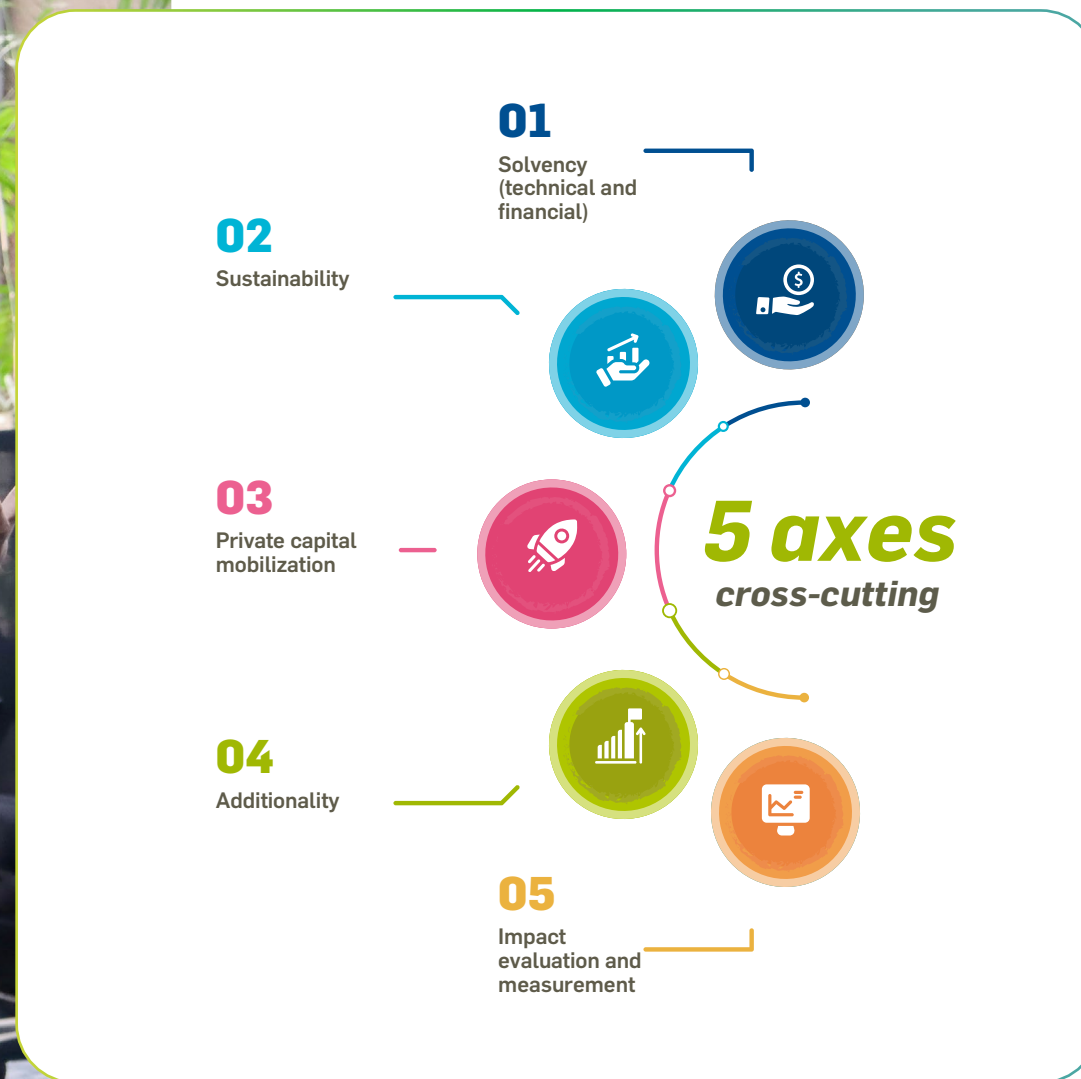 01
Solvency
(technical and
financial)
02
Sustainability
$
03
Private capital
mobilization
5 axes
cross-cutting
04
Additionality
05
Impact
evaluation and
measurement